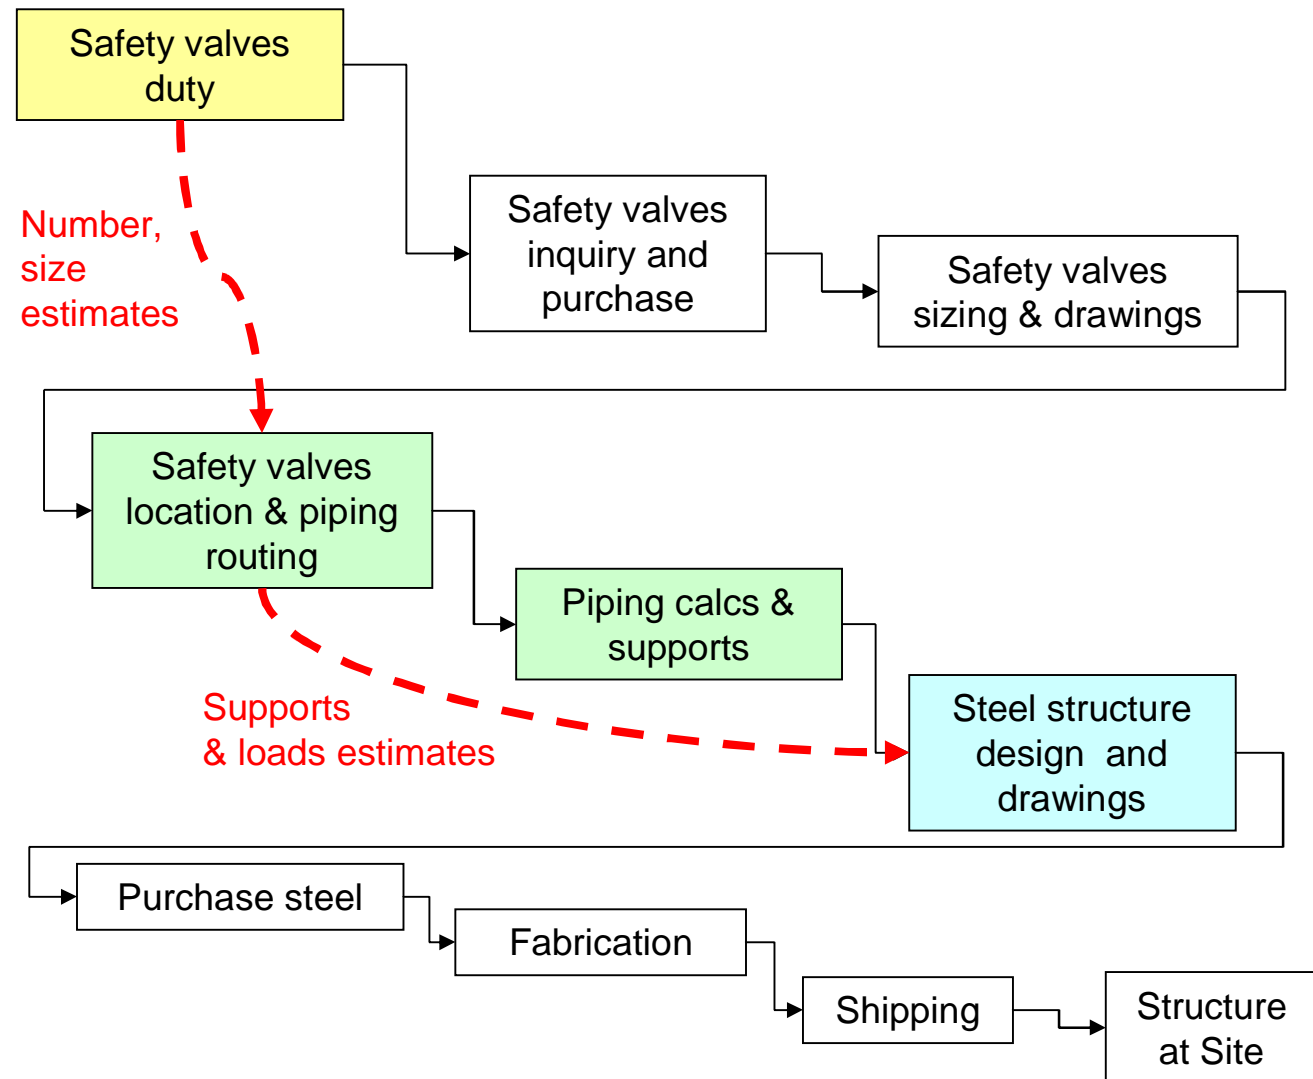 Safety valves
duty
Number,
size
estimates
Safety valves
inquiry and
purchase
Safety valves
sizing & drawings
Safety valves
location & piping
routing
Piping calcs &
supports
Supports
& loads estimates
Steel structure
design and
drawings
Purchase steel
Fabrication
Shipping
Structure
at Site